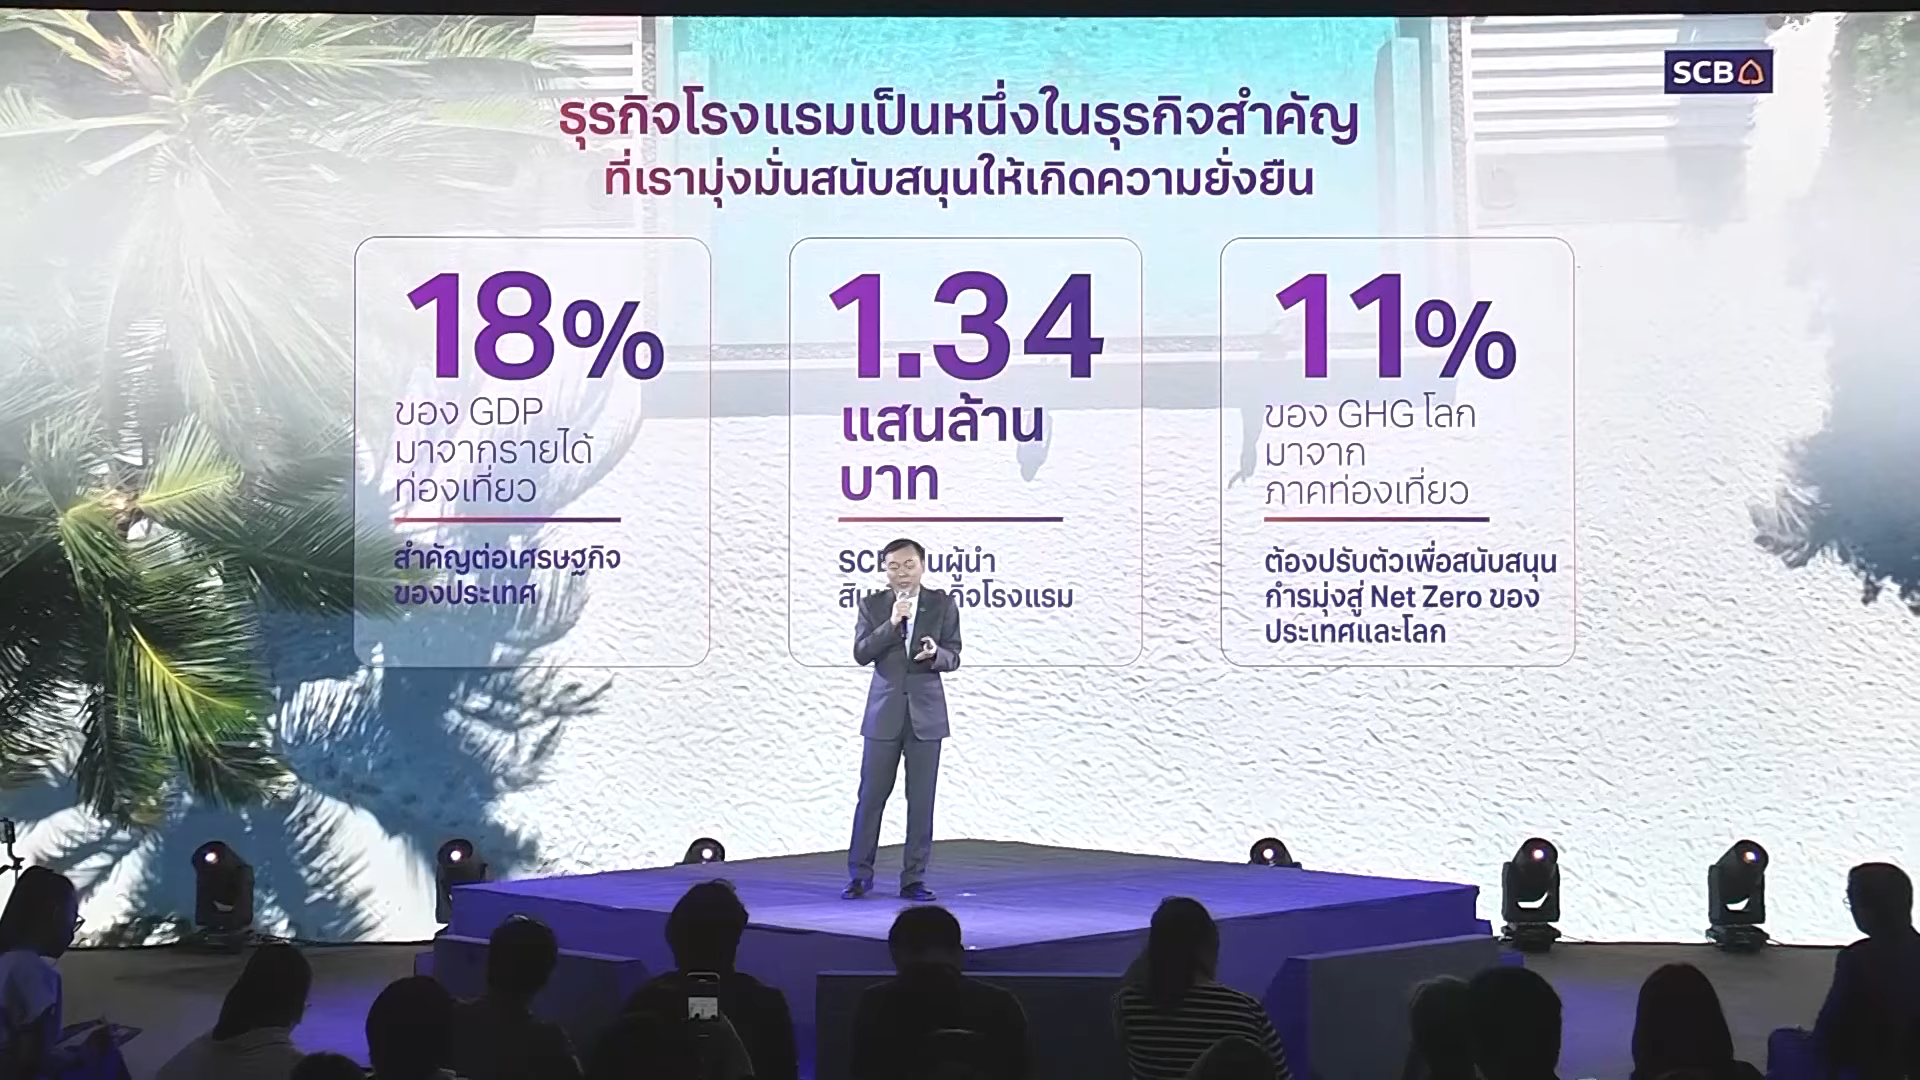 SCB
ธุรกิจโรงแรมเป็นหนึ่งในธุรกิจสำคัญ
ที่เรามุ่งมั่นสนับสนุนให้เกิดความยั่งยืน
18%
ของ GDP
มาจากรายได้
ท่องเที่ยว
สำคัญต่อเศรษฐกิจ
ของประเทศ
1.34
แสนล้าน
บาท
ผู้นำ
โรงแรม
11%
ของ GHG โลก
มาจาก
ภาคท่องเที่ยว
ต้องปรับตัวเพื่อสนับสนุน
การมุ่งสู่ Net Zero ของ
ประเทศและโลก